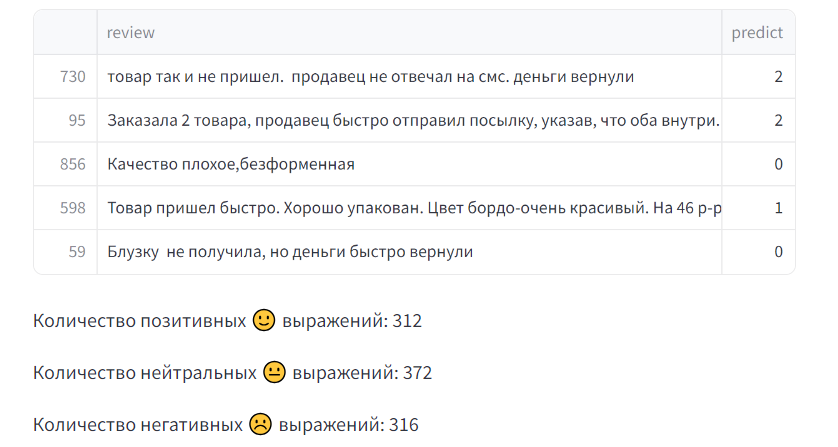 review predict
730 товар так и не пришел.  продавец не отвечал на смс. деньги вернули 2
95 Заказала 2 товара, продавец быстро отправил посылку, указав, что оба внутри. 2
856 Качество плохое,безформенная 0
598 Товар пришел быстро. Хорошо упакован. Цвет бордо-очень красивый. На 46 р-р 1
59 Блузку  не получила, но деньги быстро вернули 0
Количество позитивных 🙂 выражений: 312
Количество нейтральных 😐 выражений: 372
Количество негативных ☹️ выражений: 316